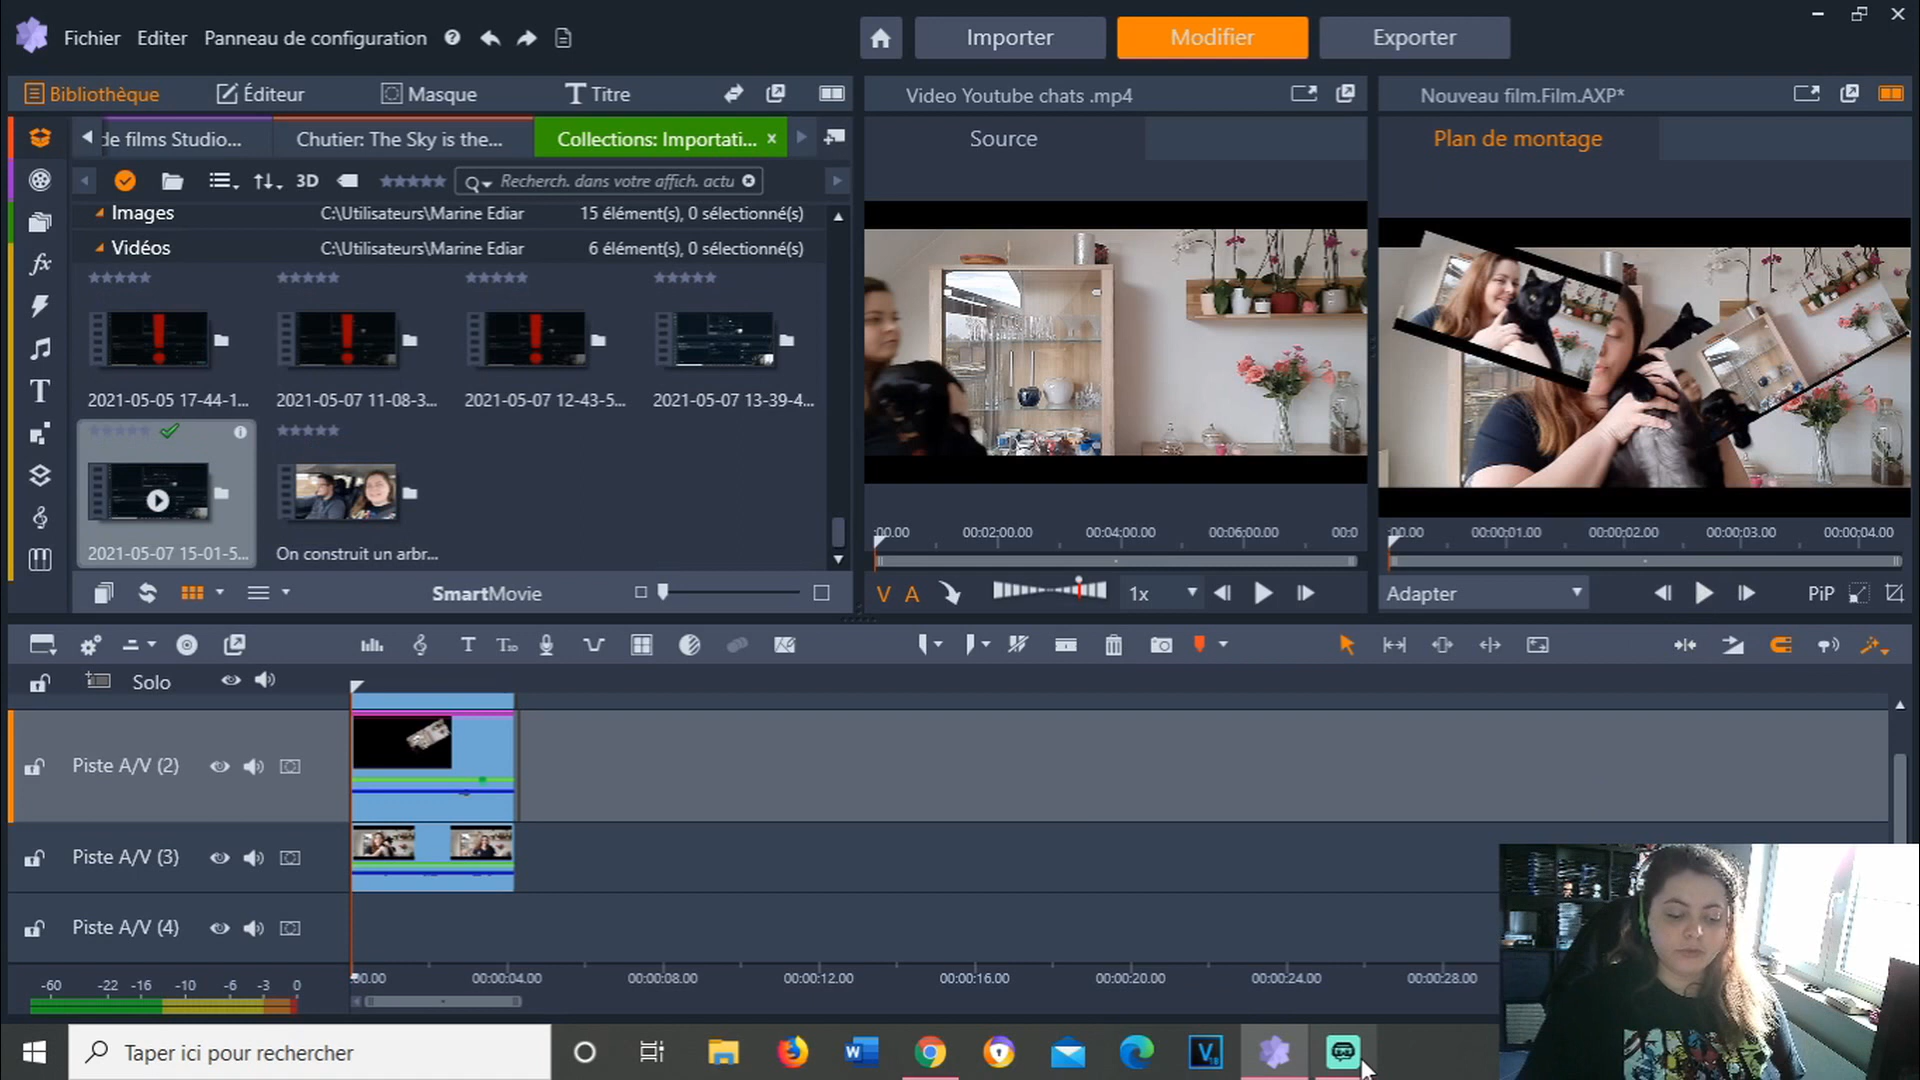 Fichier Editer Panneau de configuration
Importer Modifier Exporter
Bibliothèque Éditeur Masque Titre
Video Youtube chats .mp4
Nouveau film.Film.AXP*
de films Studio... Chutier: The Sky is the... Collections: Importati... x
Source
Plan de montage
3D Recherch. dans votre affich. actu
Images C:\Utilisateurs\Marine Ediar 15 élément(s), 0 sélectionné(s)
Vidéos C:\Utilisateurs\Marine Ediar 6 élément(s), 0 sélectionné(s)
2021-05-05 17-44-1... 2021-05-07 11-08-3... 2021-05-07 12-43-5... 2021-05-07 13-39-4...
2021-05-07 15-01-5... On construit un arbr...
:00.00 00:02:00.00 00:04:00.00 00:06:00.00 00:0
:00.00 00:00:01.00 00:00:02.00 00:00:03.00 00:00:04.00
SmartMovie
V A 1x
Adapter PiP
Solo
Piste A/V (2)
Piste A/V (3)
Piste A/V (4)
-60 -22 -16 -10 -6 -3 0
:00.00 00:00:04.00 00:00:08.00 00:00:12.00 00:00:16.00 00:00:20.00 00:00:24.00 00:00:28.00
Taper ici pour rechercher